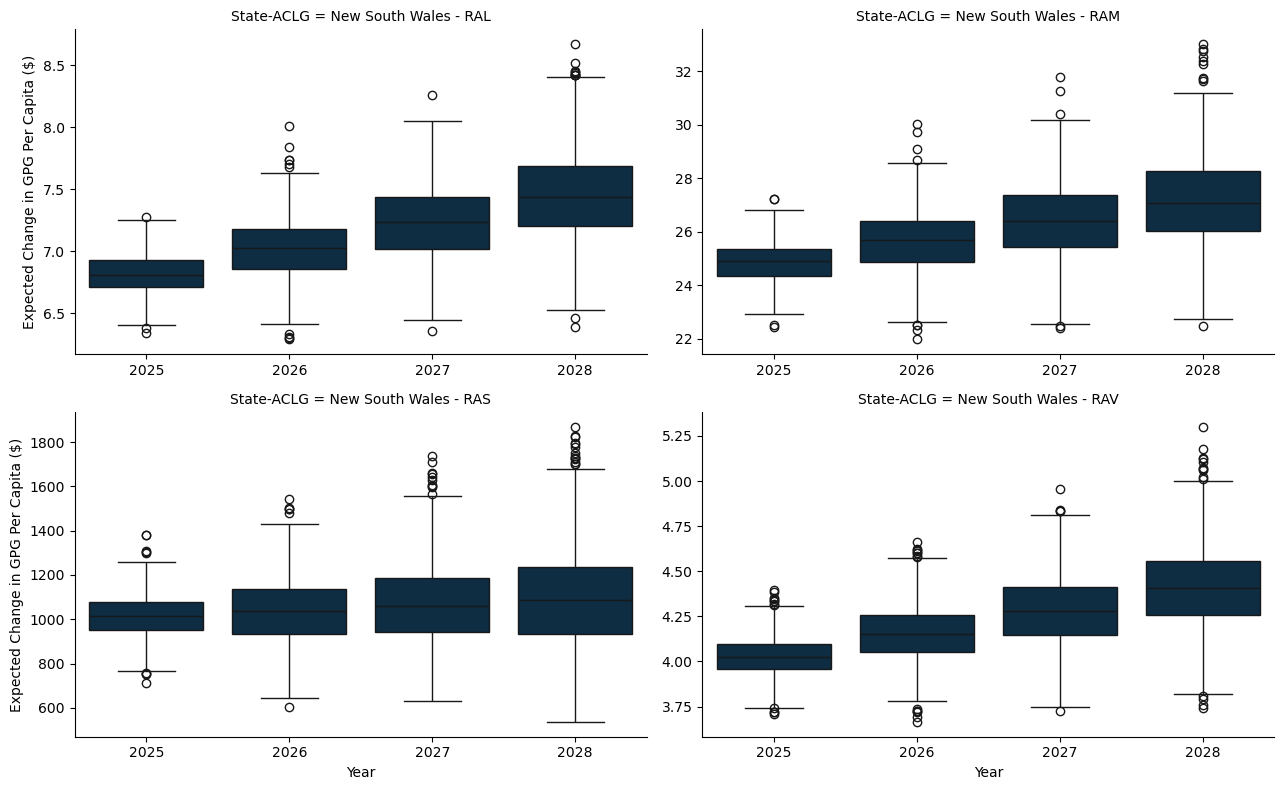 State-ACLG = New South Wales - RAL
Expected Change in GPG Per Capita ($)
8.5
8.0
7.5
7.0
6.5
2025 2026 2027 2028
State-ACLG = New South Wales - RAM
32
30
28
26
24
22
2025 2026 2027 2028
State-ACLG = New South Wales - RAS
Expected Change in GPG Per Capita ($)
1800
1600
1400
1200
1000
800
600
2025 2026 2027 2028
Year
State-ACLG = New South Wales - RAV
5.25
5.00
4.75
4.50
4.25
4.00
3.75
2025 2026 2027 2028
Year